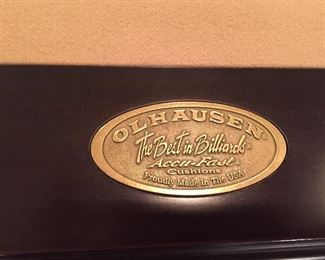 OLHAUSEN
The Best in Billiards
Accu-Fast
Cushions
Proudly Made In The USA